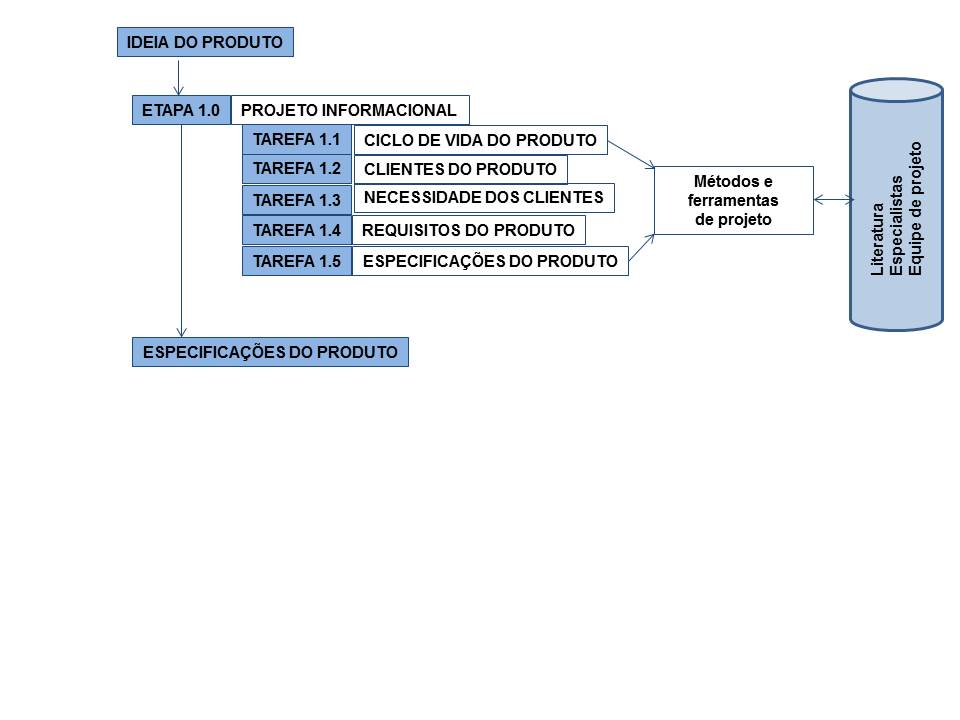 IDEIA DO PRODUTO
ETAPA 1.0 PROJETO INFORMACIONAL
TAREFA 1.1 CICLO DE VIDA DO PRODUTO
TAREFA 1.2 CLIENTES DO PRODUTO
TAREFA 1.3 NECESSIDADE DOS CLIENTES
TAREFA 1.4 REQUISITOS DO PRODUTO
TAREFA 1.5 ESPECIFICAÇÕES DO PRODUTO
Métodos e
ferramentas
de projeto
Literatura
Especialistas
Equipe de projeto
ESPECIFICAÇÕES DO PRODUTO